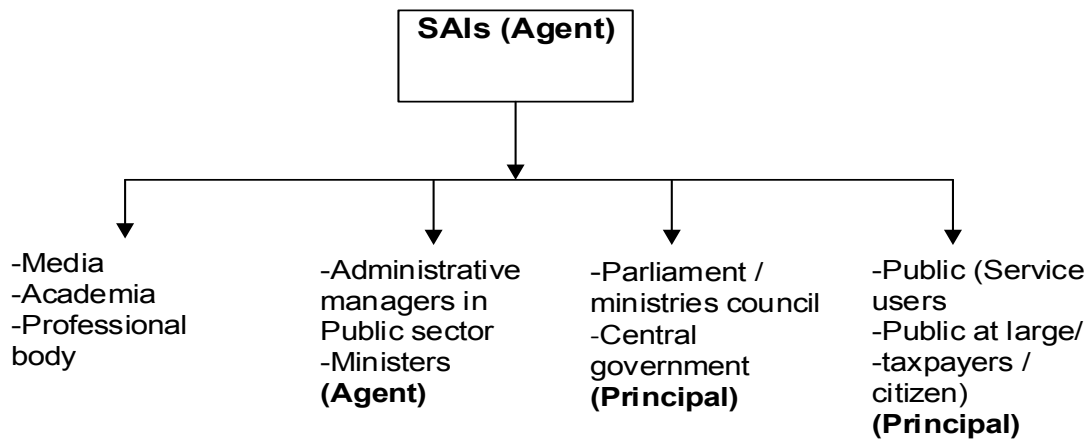 SAIs (Agent)
-Media
-Academia
-Professional
body
-Administrative
managers in
Public sector
-Ministers
(Agent)
-Parliament /
ministries council
-Central
government
(Principal)
-Public (Service
users
-Public at large/
-taxpayers /
citizen)
(Principal)